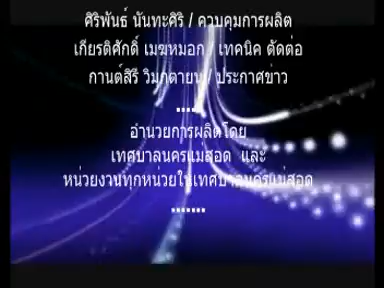 ศิริพันธ์ นันทะศิริ / ควบคุมการผลิต
เกียรติศักดิ์ เมฆหมอก / เทคนิค ตัดต่อ
กานต์สิรี วิมุกตายน / ประกาศข่าว
.....
อำนวยการผลิตโดย
เทศบาลนครแม่สอด และ
หน่วยงานทุกหน่วยในเทศบาลนครแม่สอด
.......